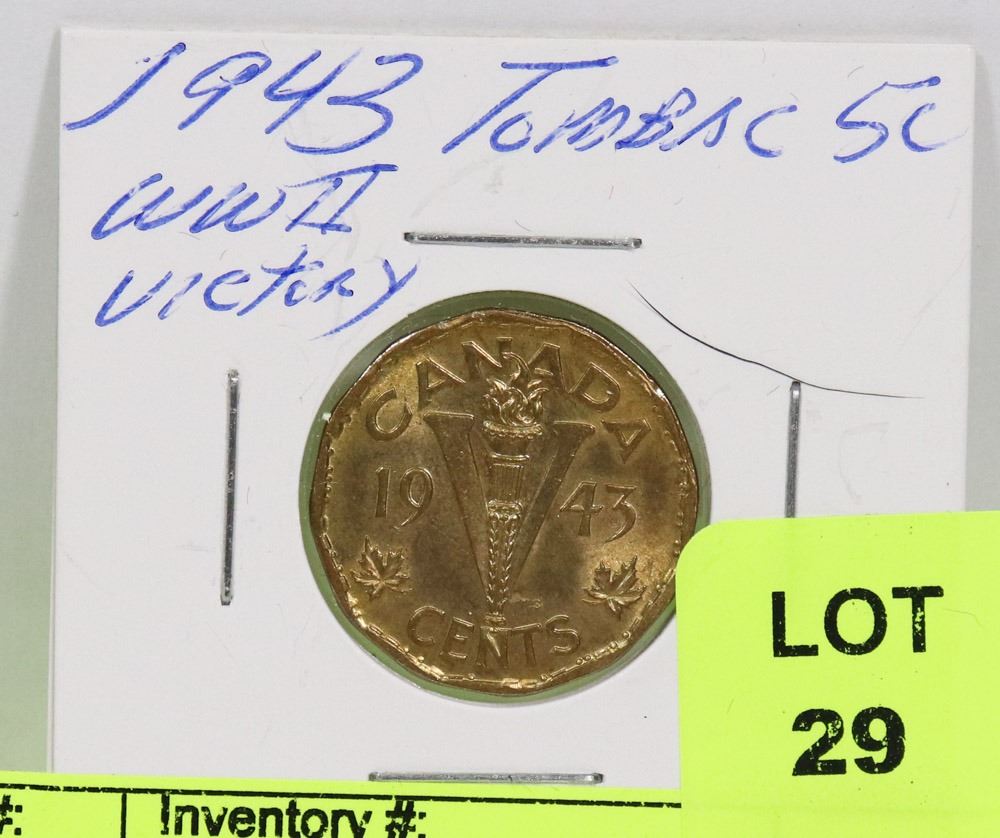 1943 TOMBAC 5C
WWII
VICTORY
CANADA
19 43
CENTS
LOT
29
#:
Inventory #: